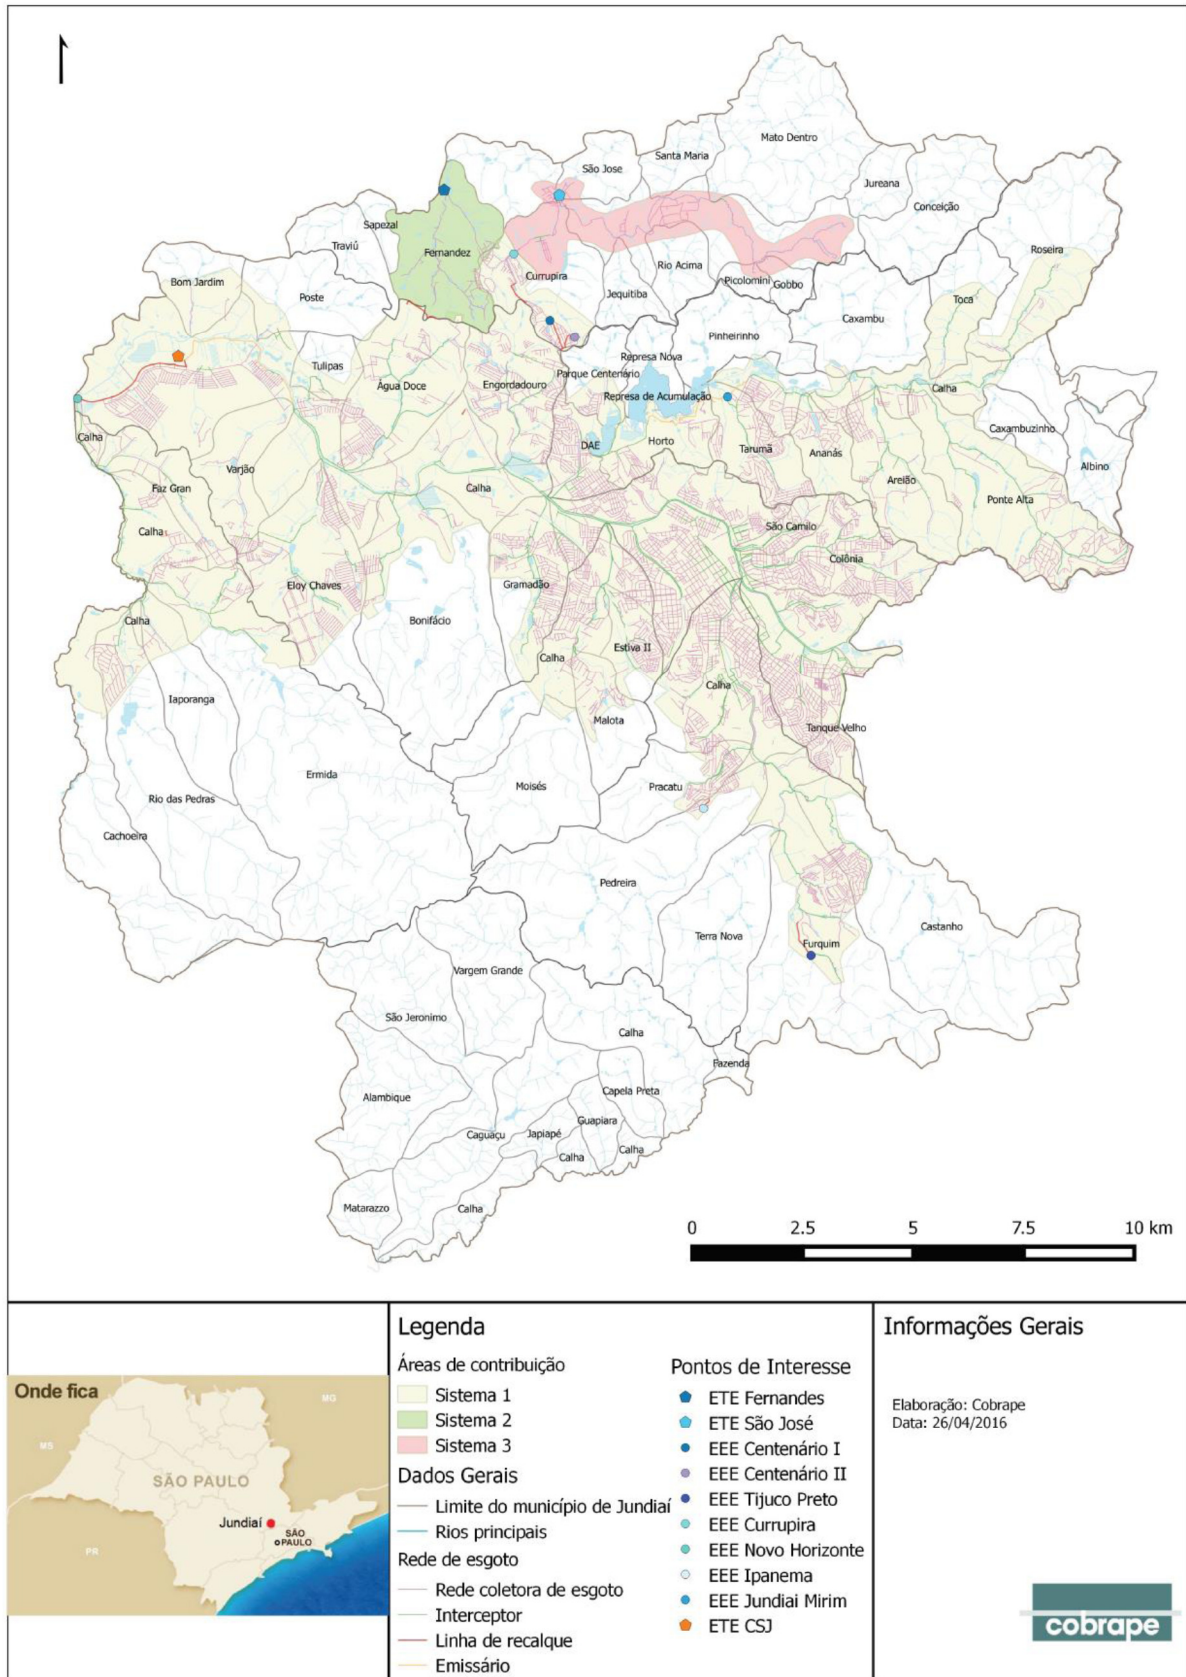 Mato Dentro
Santa Maria
São Jose
Jureana
Conceição
Sapezal
Traviú
Fernandez
Roseira
Currupira
Rio Acima
Bom Jardim
Poste
Jequitiba
Picolomini
Gobbo
Toca
Caxambu
Pinheirinho
Tulipas
Represa Nova
Parque Centenário
Água Doce
Engordadouro
Calha
Represa de Acumulação
Caxambuzinho
Calha
DAE
Horto
Tarumã
Ananás
Albino
Varjão
Faz Gran
Calha
Areião
Ponte Alta
Calha
São Camilo
Colônia
Eloy Chaves
Gramadão
Bonifácio
Calha
Calha
Estiva II
Calha
Iaporanga
Malota
Tanque Velho
Ermida
Moisés
Pracatu
Rio das Pedras
Cachoeira
Pedreira
Terra Nova
Furquim
Castanho
Vargem Grande
São Jeronimo
Calha
Fazenda
Alambique
Capela Preta
Guapiara
Caguaçu
Japiapé
Calha
Calha
Matarazzo
Calha
0 2.5 5 7.5 10 km
Onde fica
MG
MS
SÃO PAULO
Jundiaí
SÃO
PAULO
PR
Legenda
Áreas de contribuição
Sistema 1
Sistema 2
Sistema 3
Dados Gerais
Limite do município de Jundiaí
Rios principais
Rede de esgoto
Rede coletora de esgoto
Interceptor
Linha de recalque
Emissário
Pontos de Interesse
ETE Fernandes
ETE São José
EEE Centenário I
EEE Centenário II
EEE Tijuco Preto
EEE Currupira
EEE Novo Horizonte
EEE Ipanema
EEE Jundiai Mirim
ETE CSJ
Informações Gerais
Elaboração: Cobrape
Data: 26/04/2016
cobrape